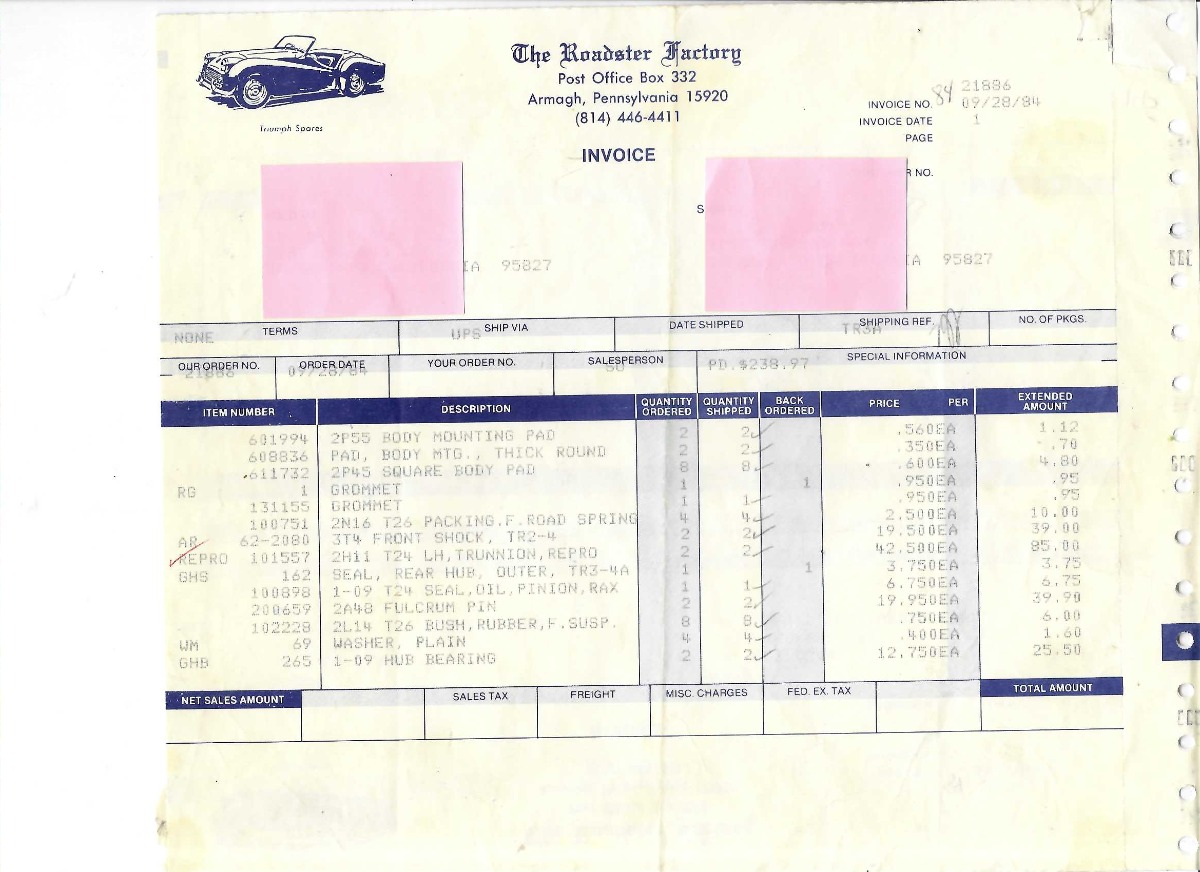 The Roadster Factory
Post Office Box 332
Armagh, Pennsylvania 15920
(814) 446-4411
Triumph Spares
INVOICE
84 21886
INVOICE NO. 09/28/84
INVOICE DATE 1
PAGE
R NO.
S
IA 95827
IA 95827
TERMS SHIP VIA DATE SHIPPED SHIPPING REF. NO. OF PKGS.
NONE UPS TR3A
OUR ORDER NO. ORDER DATE YOUR ORDER NO. SALESPERSON SPECIAL INFORMATION
21886 09/28/84 SU PD.$238.97
ITEM NUMBER DESCRIPTION QUANTITY ORDERED QUANTITY SHIPPED BACK ORDERED PRICE PER EXTENDED AMOUNT
601994 2P55 BODY MOUNTING PAD 2 2 .560EA 1.12
608836 PAD, BODY MTG., THICK ROUND 2 2 .350EA .70
611732 2P45 SQUARE BODY PAD 8 8 .600EA 4.80
RG 1 GROMMET 1 1 .950EA .95
131155 GROMMET 1 1 .950EA .95
100751 2N16 T26 PACKING.F.ROAD SPRING 4 4 2.500EA 10.00
AR 62-2080 3T4 FRONT SHOCK, TR2-4 2 2 19.500EA 39.00
REPRO 101557 2H11 T24 LH,TRUNNION,REPRO 2 2 42.500EA 85.00
GHS 162 SEAL, REAR HUB, OUTER, TR3-4A 1 1 3.750EA 3.75
100898 1-09 T24 SEAL,OIL,PINION,RAX 1 1 6.750EA 6.75
200659 2A48 FULCRUM PIN 2 2 19.950EA 39.90
102228 2L14 T26 BUSH,RUBBER,F.SUSP. 8 8 .750EA 6.00
WM 69 WASHER, PLAIN 4 4 .400EA 1.60
GHB 265 1-09 HUB BEARING 2 2 12.750EA 25.50
NET SALES AMOUNT SALES TAX FREIGHT MISC. CHARGES FED. EX. TAX TOTAL AMOUNT